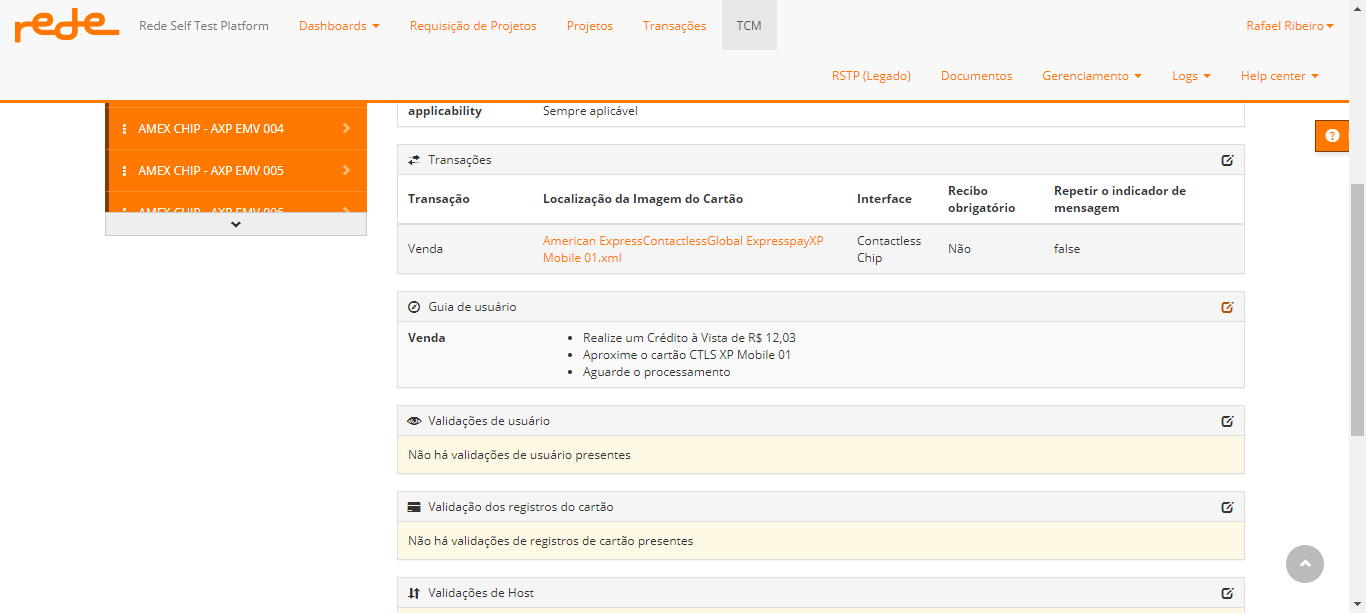 rede Rede Self Test Platform Dashboards Requisição de Projetos Projetos Transações TCM Rafael Ribeiro
RSTP (Legado) Documentos Gerenciamento Logs Help center
applicability Sempre aplicável
AMEX CHIP - AXP EMV 004
AMEX CHIP - AXP EMV 005
AMEX CHIP - AXP EMV 006
Transações
Transação Localização da Imagem do Cartão Interface Recibo obrigatório Repetir o indicador de mensagem
Venda American ExpressContactlessGlobal ExpresspayXP Mobile 01.xml Contactless Chip Não false
Guia de usuário
Venda
Realize um Crédito à Vista de R$ 12,03
Aproxime o cartão CTLS XP Mobile 01
Aguarde o processamento
Validações de usuário
Não há validações de usuário presentes
Validação dos registros do cartão
Não há validações de registros de cartão presentes
Validações de Host